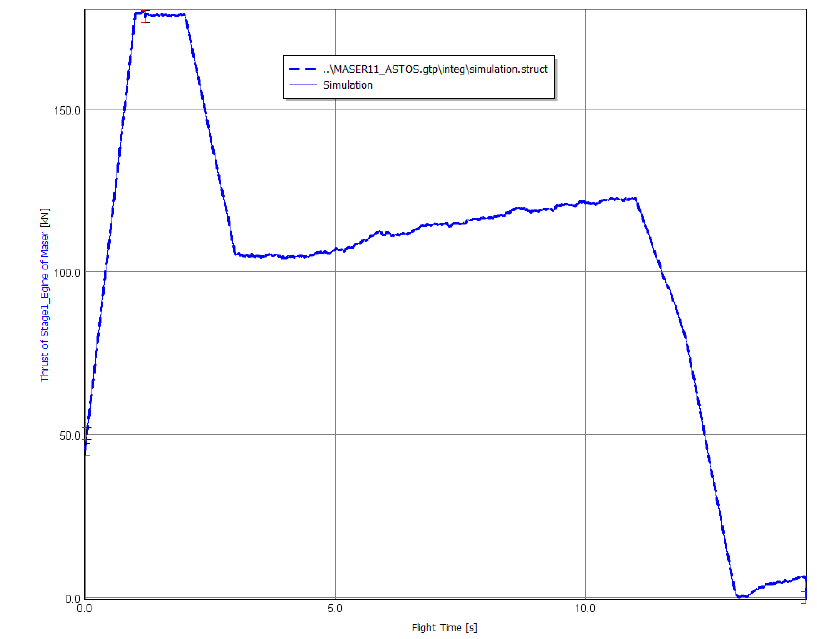 ..\MASER11_ASTOS.gtp\integ\simulation.struct
Simulation
150.0
100.0
50.0
0.0
Thrust of Stage1_Egine of Maser [kN]
0.0 5.0 10.0
Flight Time [s]